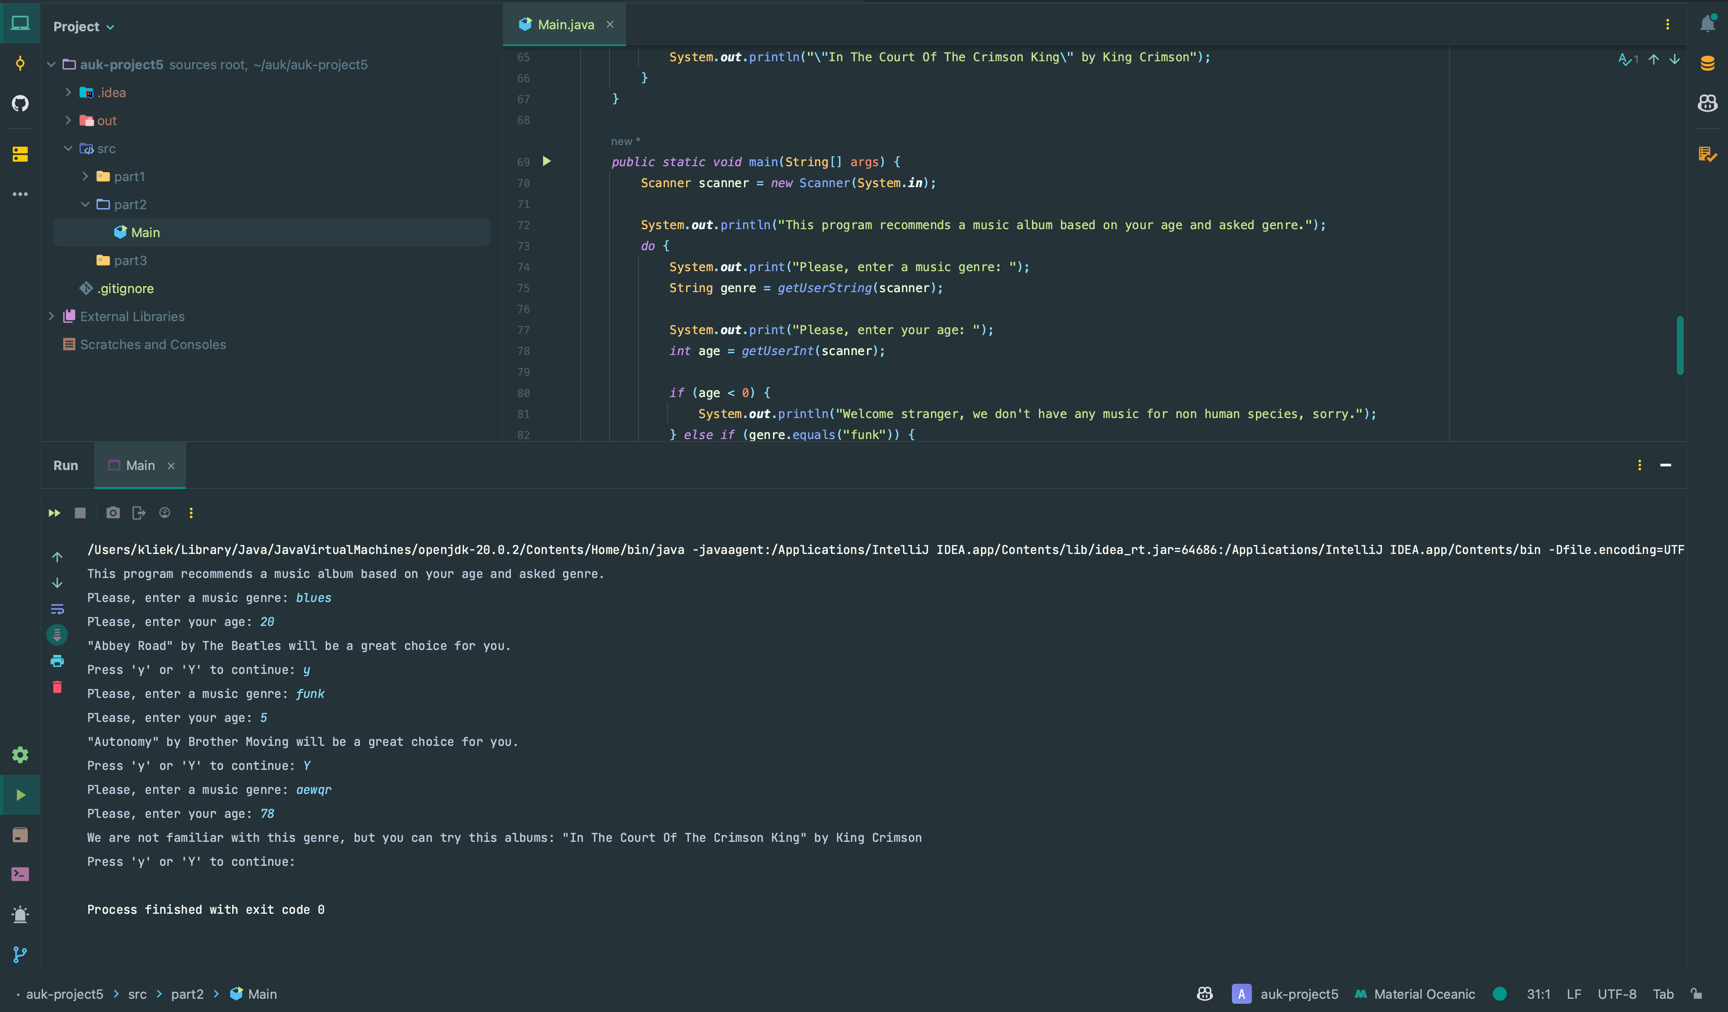 Project
Main.java
auk-project5 sources root, ~/auk/auk-project5
.idea
out
src
part1
part2
Main
part3
.gitignore
External Libraries
Scratches and Consoles
1
65 System.out.println("\"In The Court Of The Crimson King\" by King Crimson");
66 }
67 }
68
new *
69 public static void main(String[] args) {
70 Scanner scanner = new Scanner(System.in);
71
72 System.out.println("This program recommends a music album based on your age and asked genre.");
73 do {
74 System.out.print("Please, enter a music genre: ");
75 String genre = getUserString(scanner);
76
77 System.out.print("Please, enter your age: ");
78 int age = getUserInt(scanner);
79
80 if (age < 0) {
81 System.out.println("Welcome stranger, we don't have any music for non human species, sorry.");
82 } else if (genre.equals("funk")) {
Run Main
/Users/kliek/Library/Java/JavaVirtualMachines/openjdk-20.0.2/Contents/Home/bin/java -javaagent:/Applications/IntelliJ IDEA.app/Contents/lib/idea_rt.jar=64686:/Applications/IntelliJ IDEA.app/Contents/bin -Dfile.encoding=UTF
This program recommends a music album based on your age and asked genre.
Please, enter a music genre: blues
Please, enter your age: 20
"Abbey Road" by The Beatles will be a great choice for you.
Press 'y' or 'Y' to continue: y
Please, enter a music genre: funk
Please, enter your age: 5
"Autonomy" by Brother Moving will be a great choice for you.
Press 'y' or 'Y' to continue: Y
Please, enter a music genre: aewqr
Please, enter your age: 78
We are not familiar with this genre, but you can try this albums: "In The Court Of The Crimson King" by King Crimson
Press 'y' or 'Y' to continue:
Process finished with exit code 0
auk-project5 > src > part2 > Main
A auk-project5 Material Oceanic 31:1 LF UTF-8 Tab